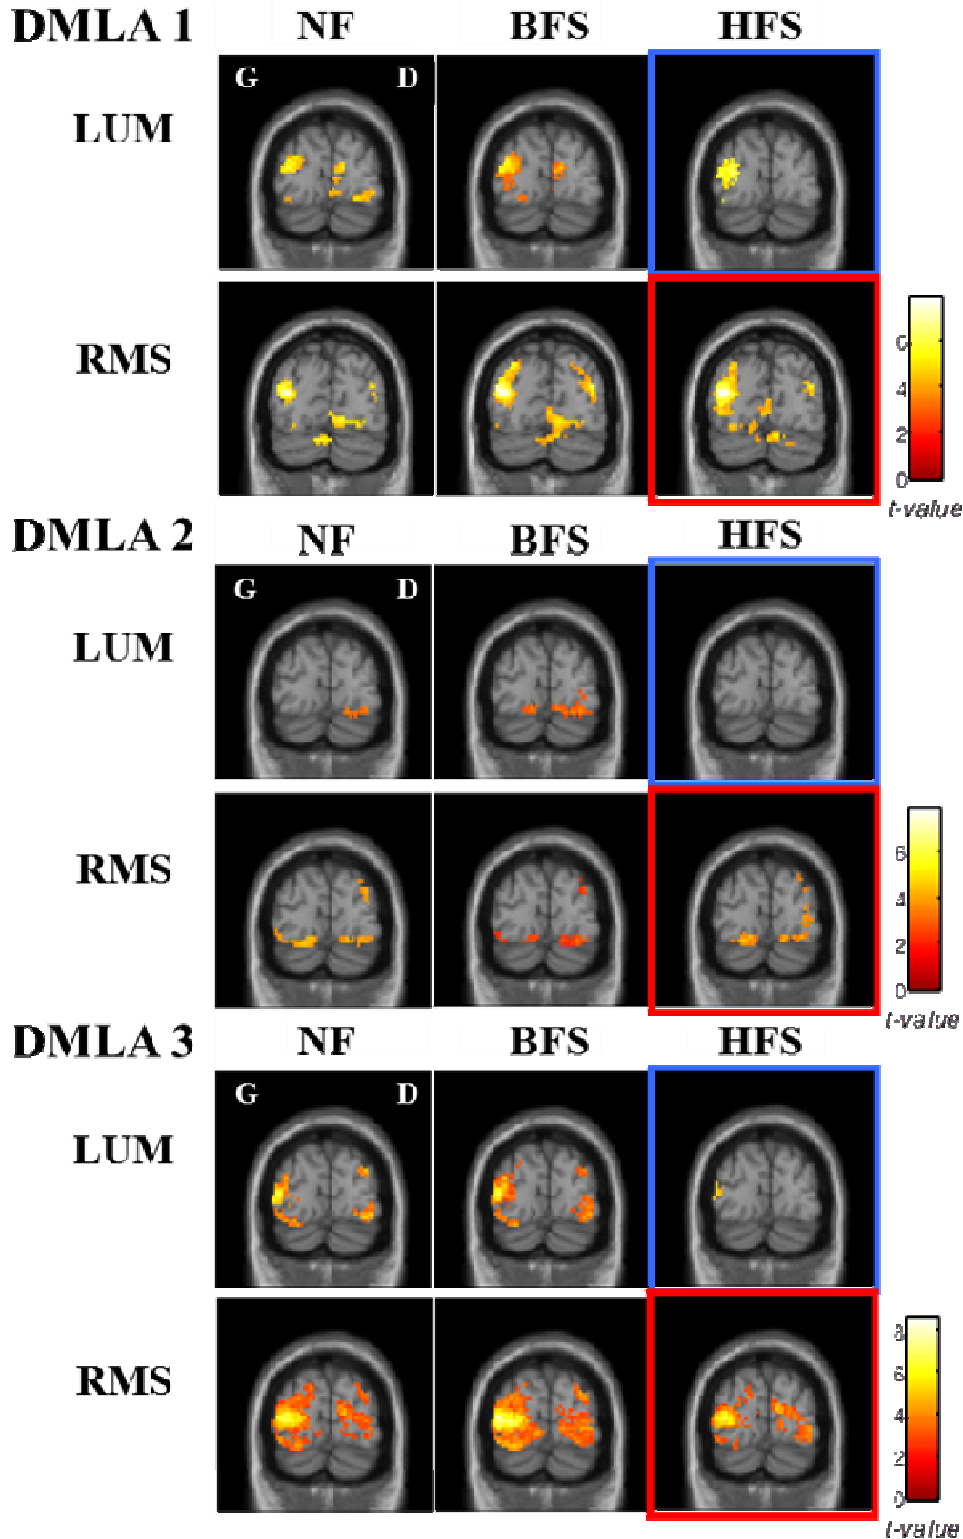 DMLA 1 NF BFS HFS
G D
LUM
RMS
6
4
2
0
t-value
DMLA 2 NF BFS HFS
G D
LUM
RMS
6
4
2
0
t-value
DMLA 3 NF BFS HFS
G D
LUM
RMS
8
6
4
2
0
t-value